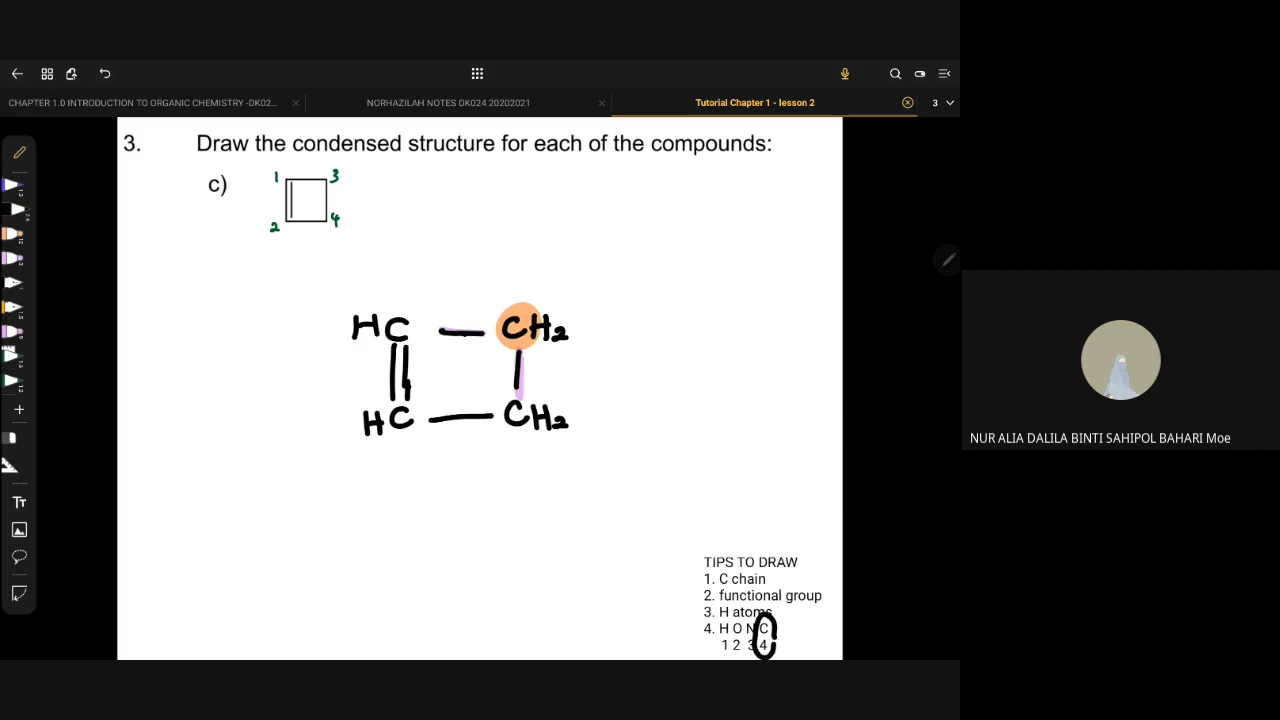 CHAPTER 1.0 INTRODUCTION TO ORGANIC CHEMISTRY -DK02...
NORHAZILAH NOTES DK024 20202021
Tutorial Chapter 1 - lesson 2
3
3. Draw the condensed structure for each of the compounds:
c)
1 3
2 4
HC — CH2
HC — CH2
Tт
TIPS TO DRAW
1. C chain
2. functional group
3. H atoms
4. H O N C
1 2 3 4
NUR ALIA DALILA BINTI SAHIPOL BAHARI Moe